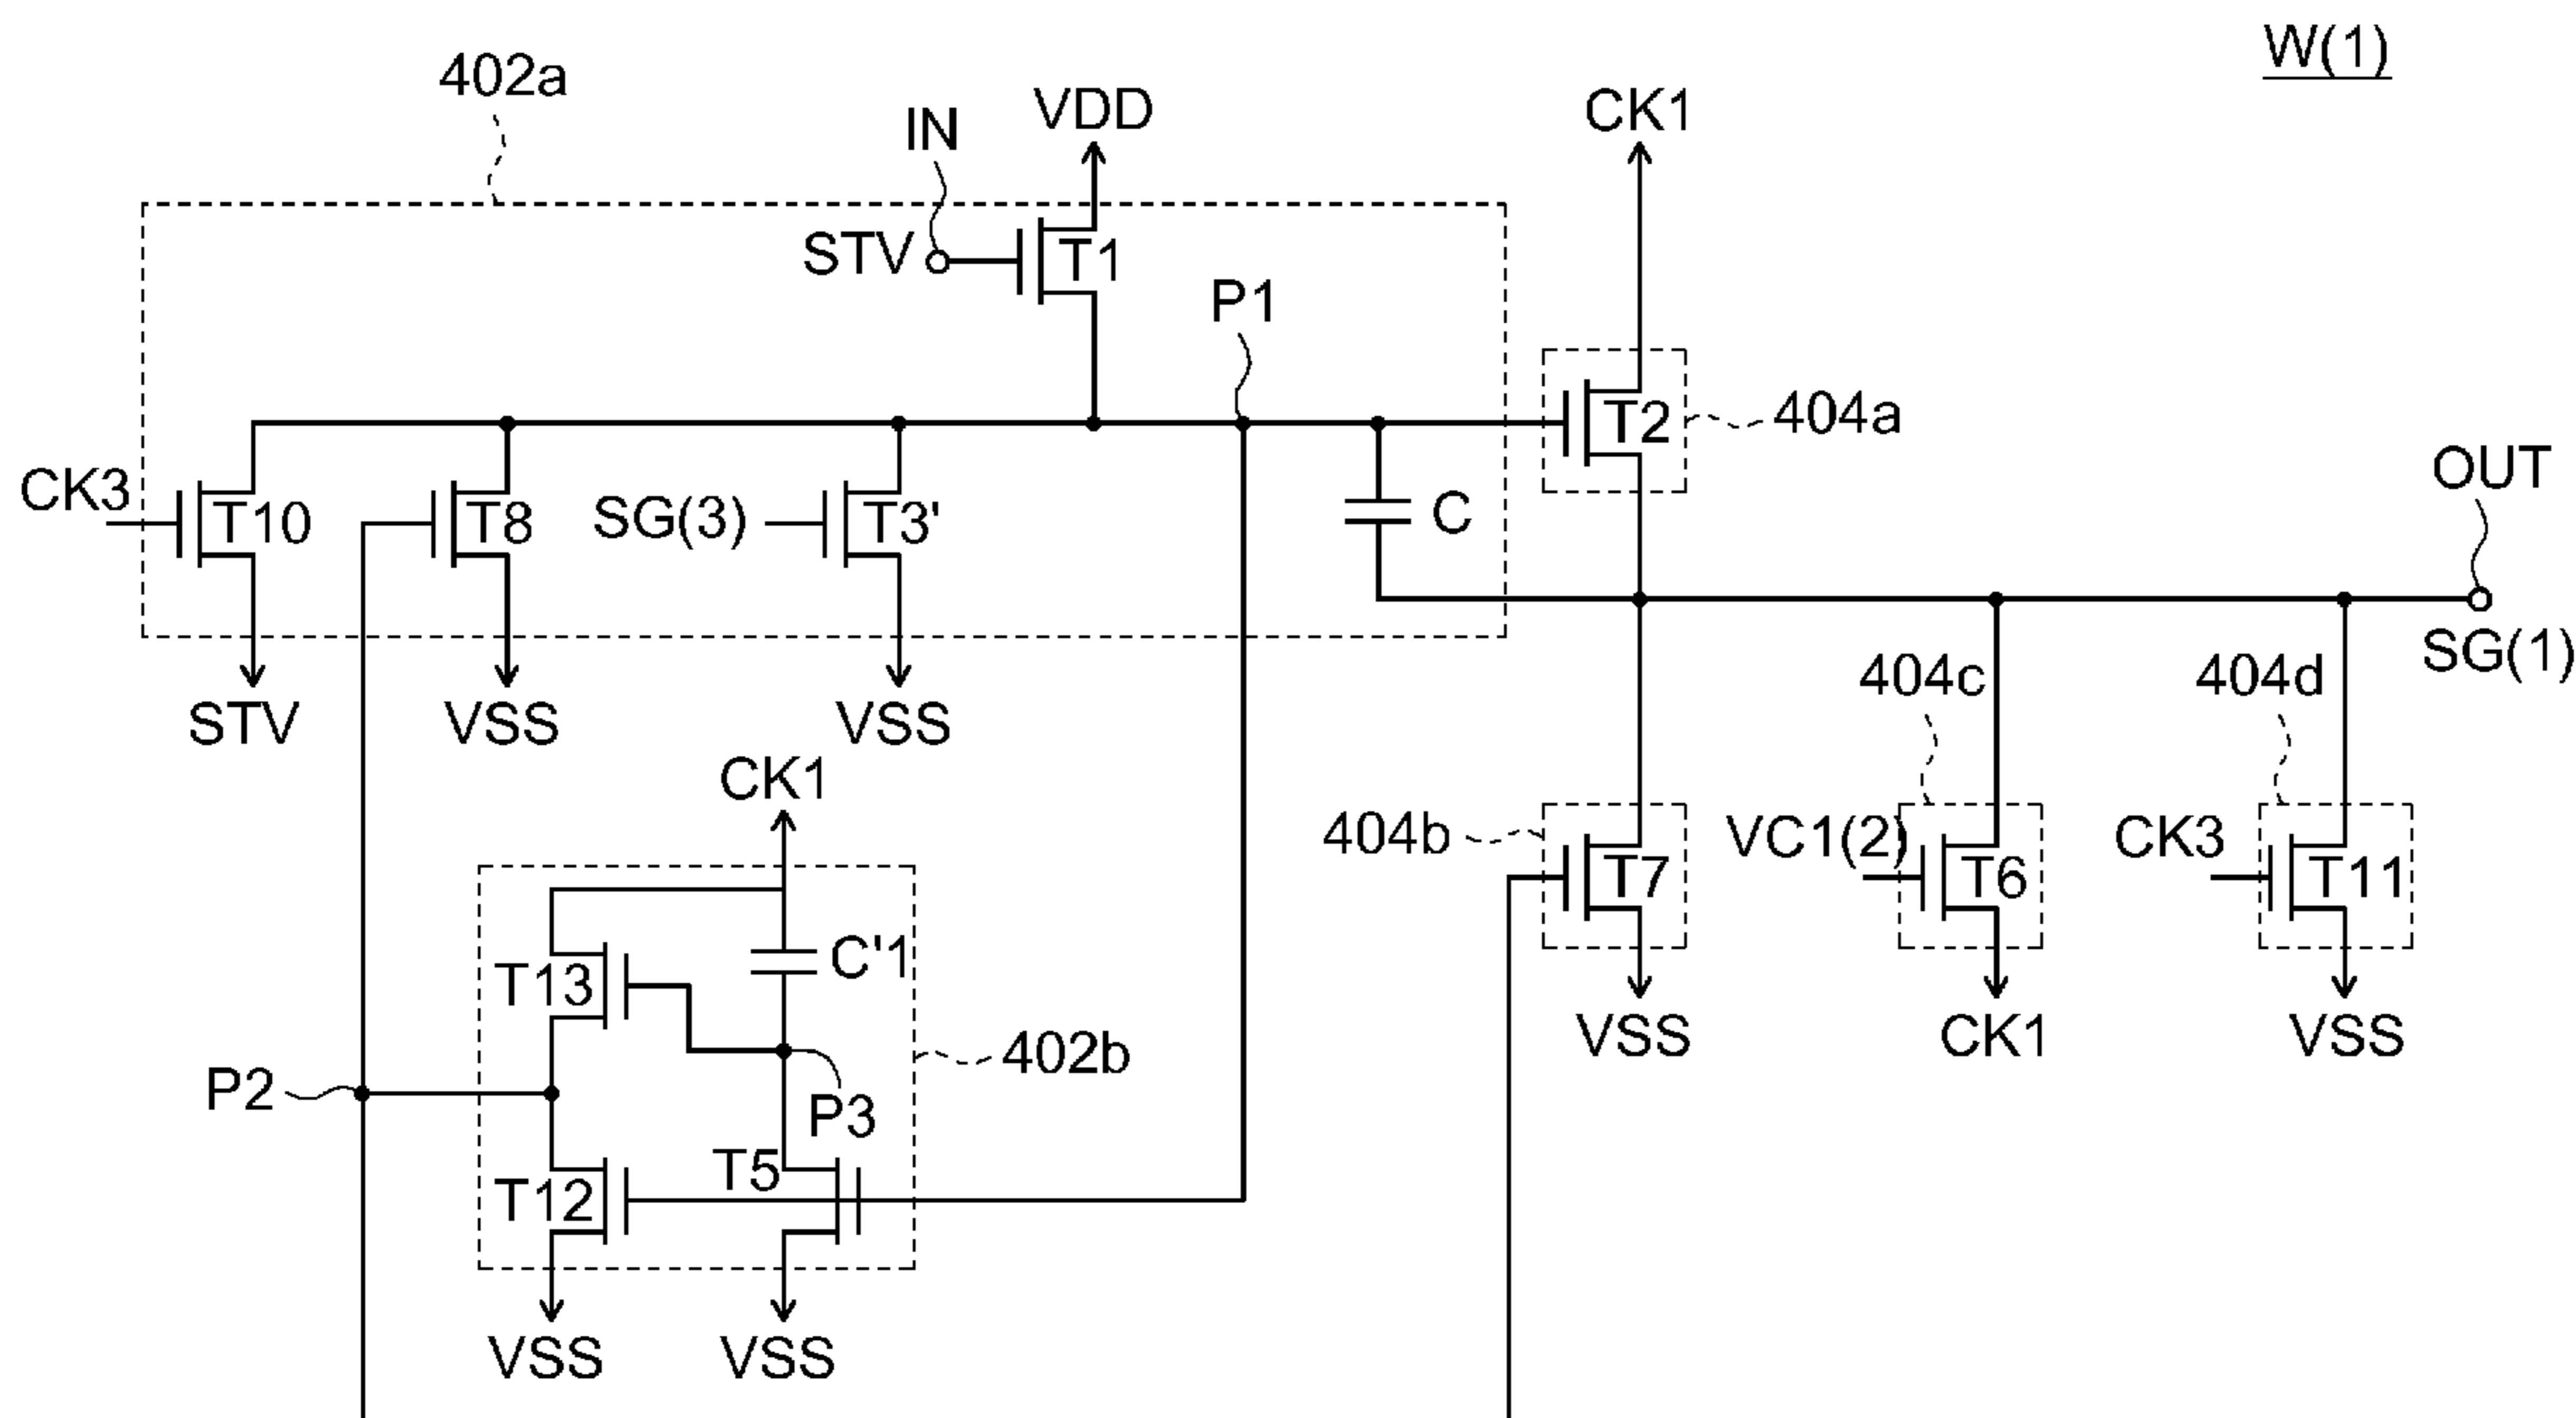 W(1)
402a
IN
VDD
CK1
STV
T1
P1
T2
404a
OUT
CK3
T10
T8
SG(3)
T3'
C
SG(1)
STV
VSS
VSS
404c
404d
CK1
404b
T7
VC1(2)
T6
CK3
T11
C'1
T13
VSS
CK1
VSS
402b
P2
P3
T5
T12
VSS
VSS